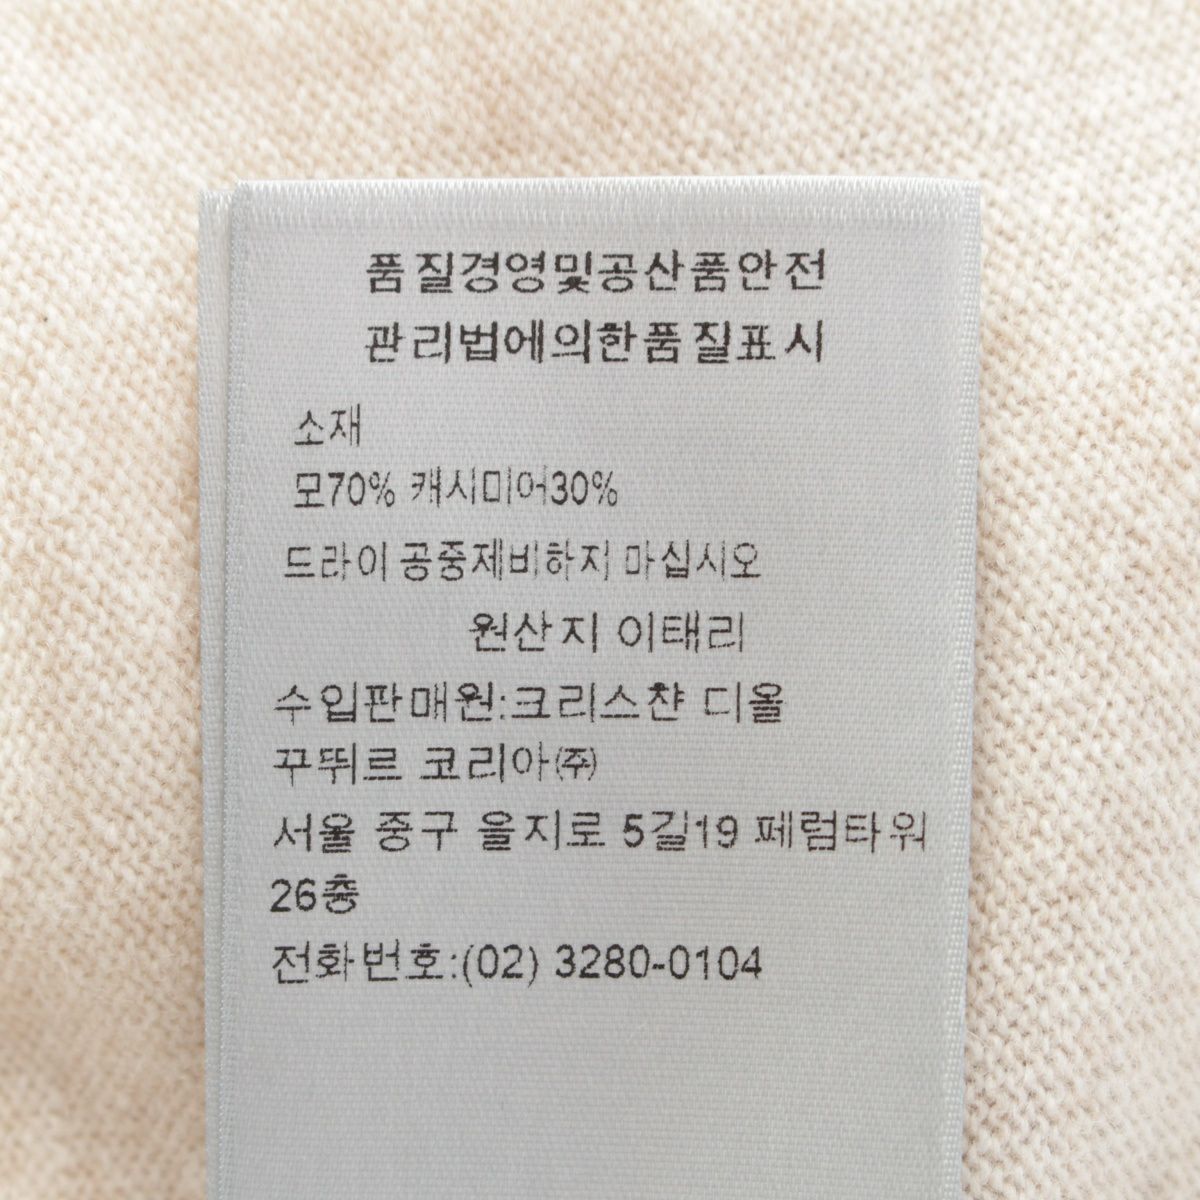 품질경영및공산품안전
관리법에의한품질표시
소재
모70% 캐시미어30%
드라이 공중제비하지 마십시오
원산지 이태리
수입판매원:크리스챤 디올
꾸뛰르 코리아㈜
서울 중구 을지로 5길19 페럼타워
26층
전화번호:(02) 3280-0104